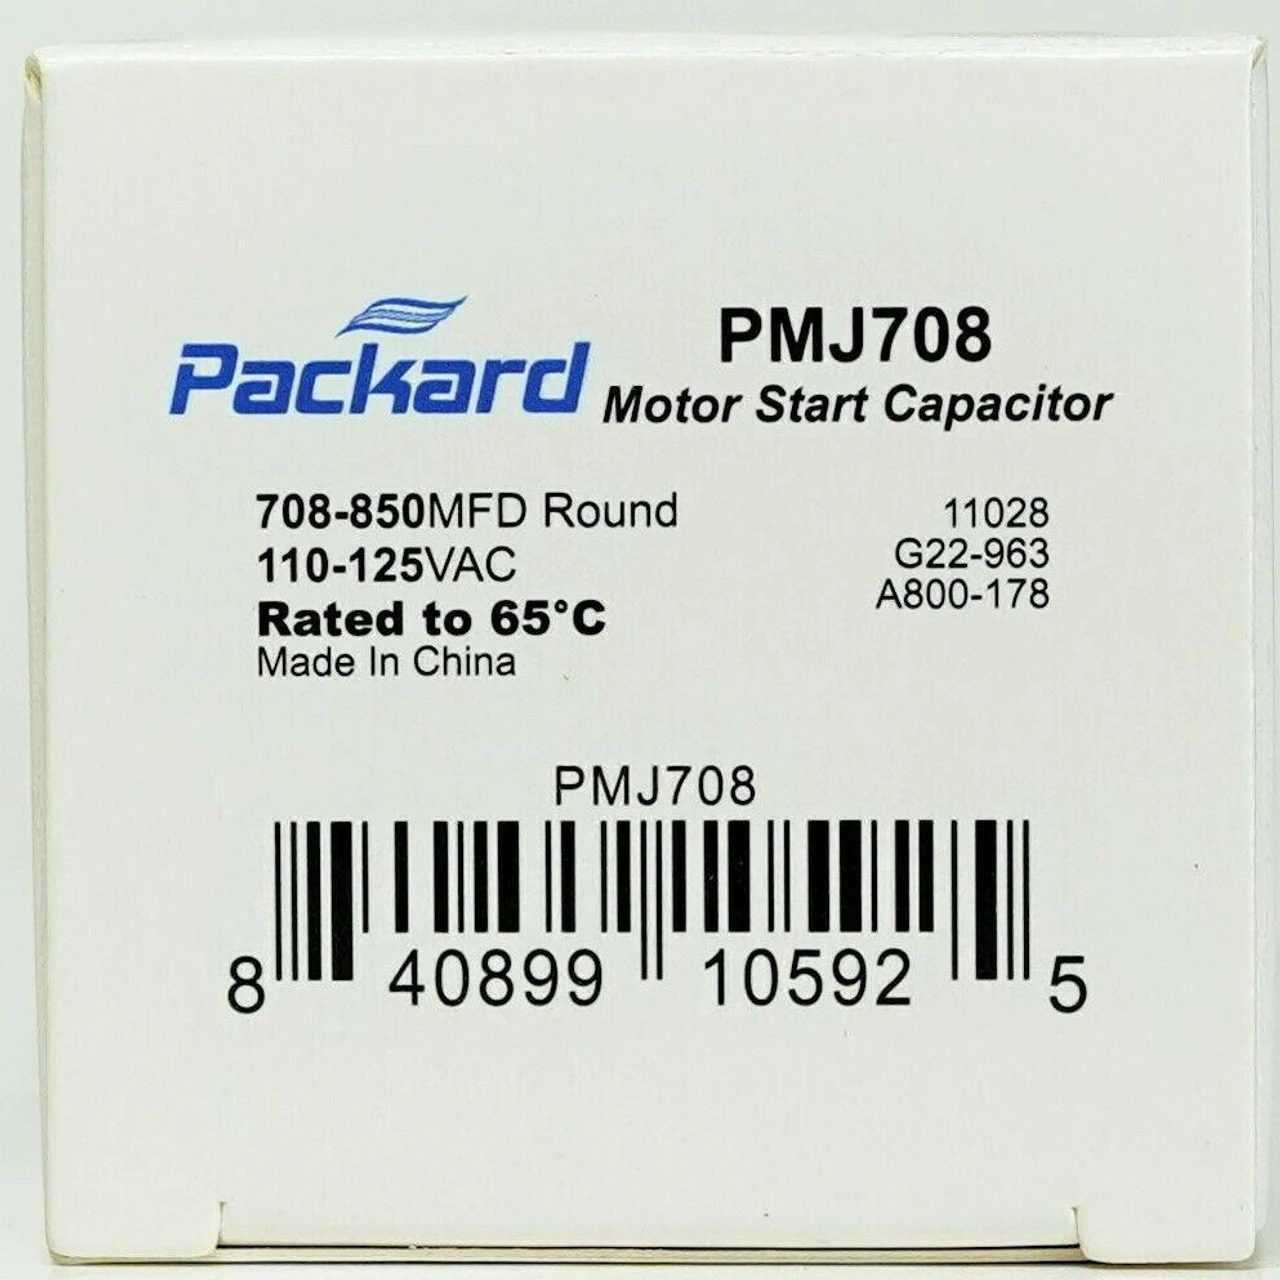 Packard
PMJ708
Motor Start Capacitor
708-850MFD Round
110-125VAC
Rated to 65°C
Made In China
11028
G22-963
A800-178
PMJ708
8 40899 10592 5